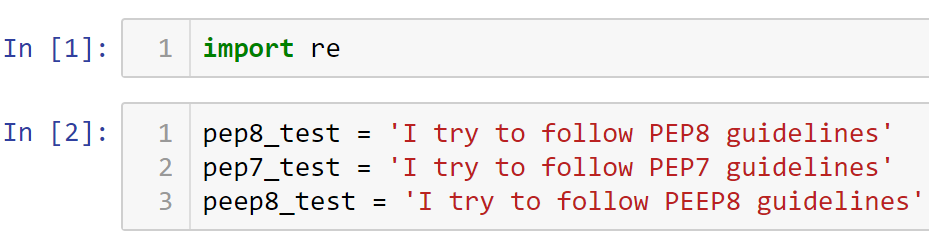 In [1]: 1 import re
In [2]: 1 pep8_test = 'I try to follow PEP8 guidelines'
2 pep7_test = 'I try to follow PEP7 guidelines'
3 peep8_test = 'I try to follow PEEP8 guidelines'